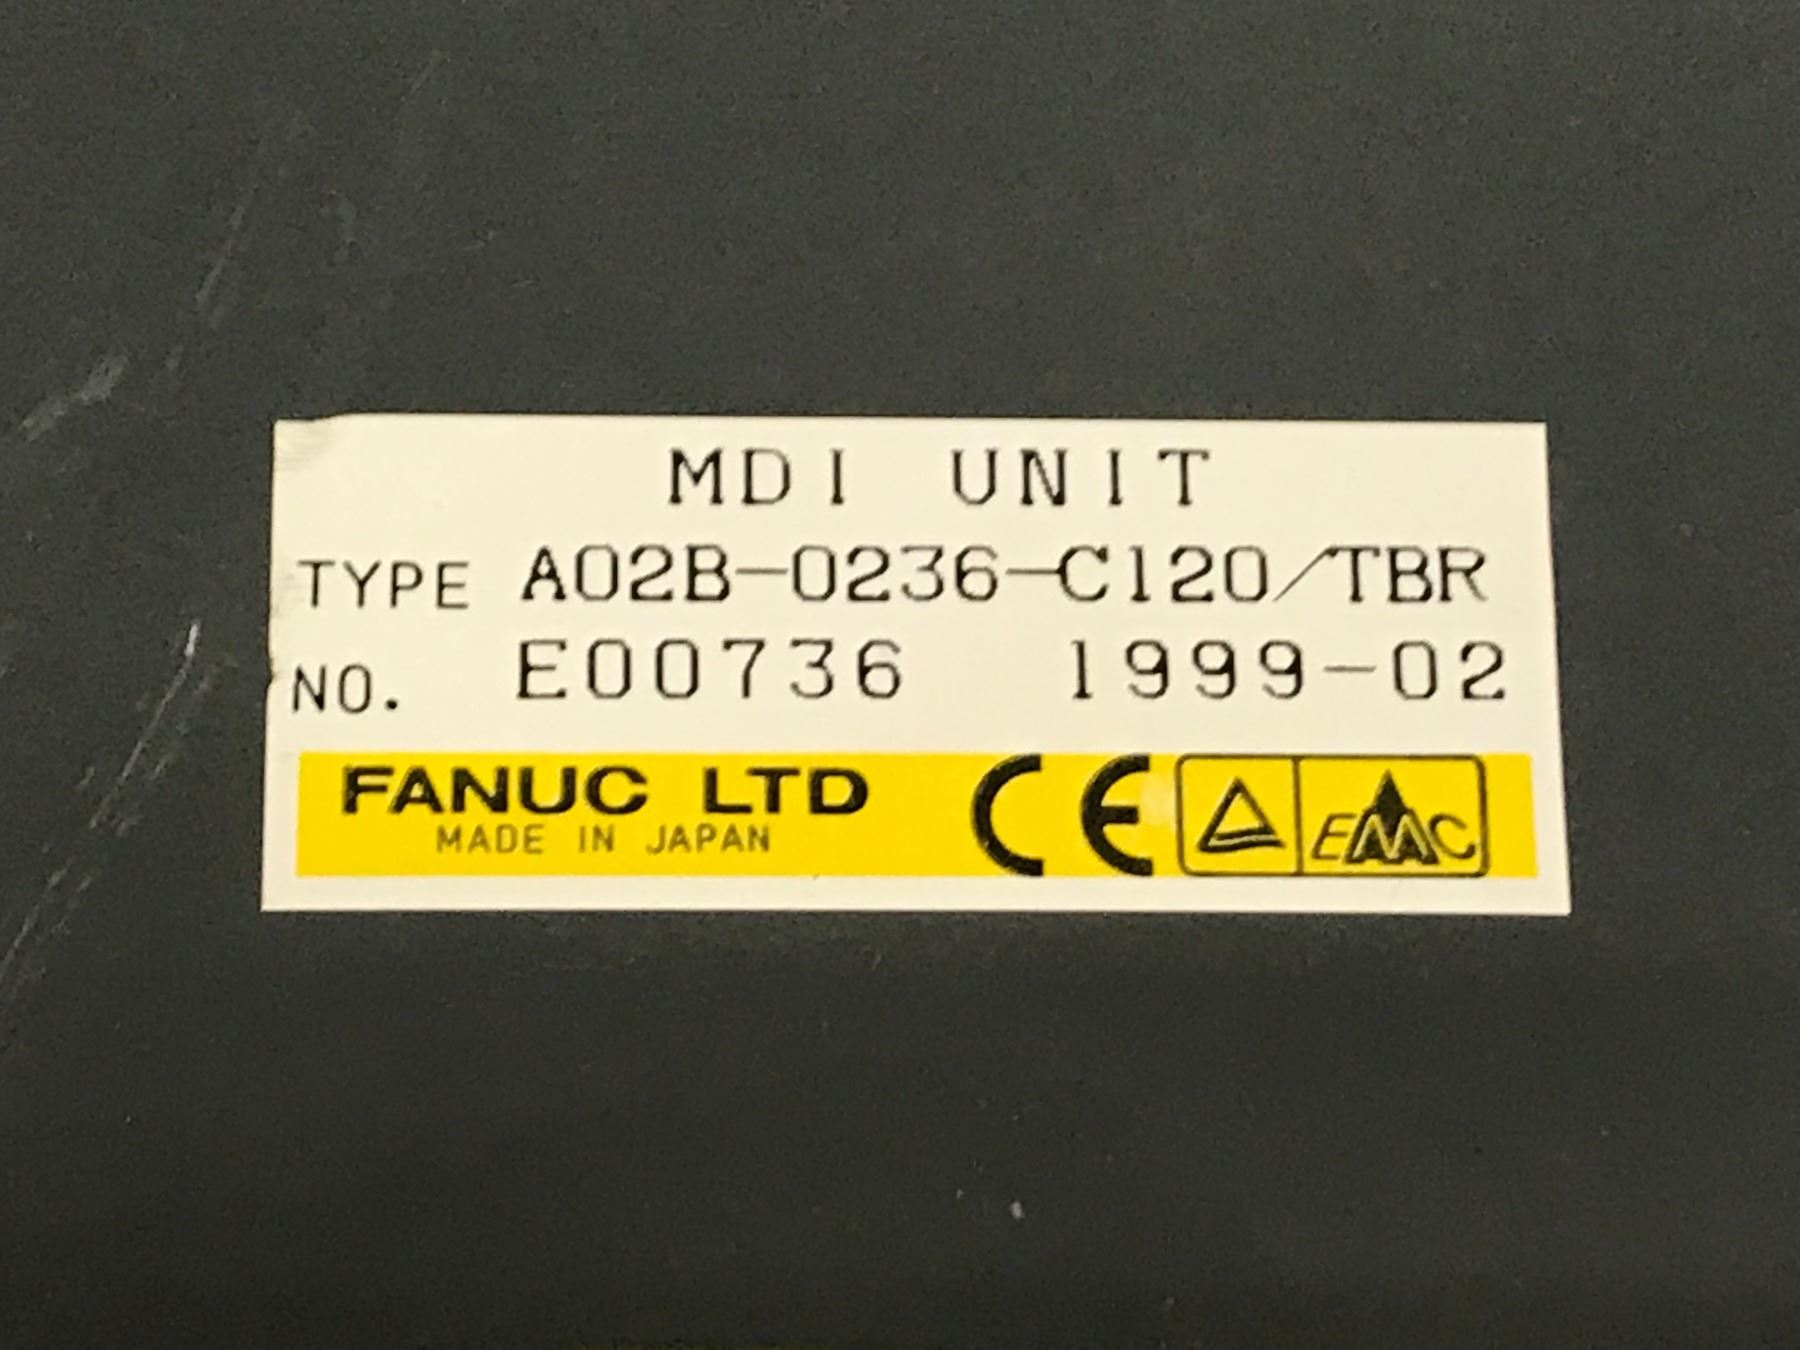 MDI UNIT
TYPE A02B-0236-C120/TBR
NO. E00736 1999-02
FANUC LTD CE EMC
MADE IN JAPAN